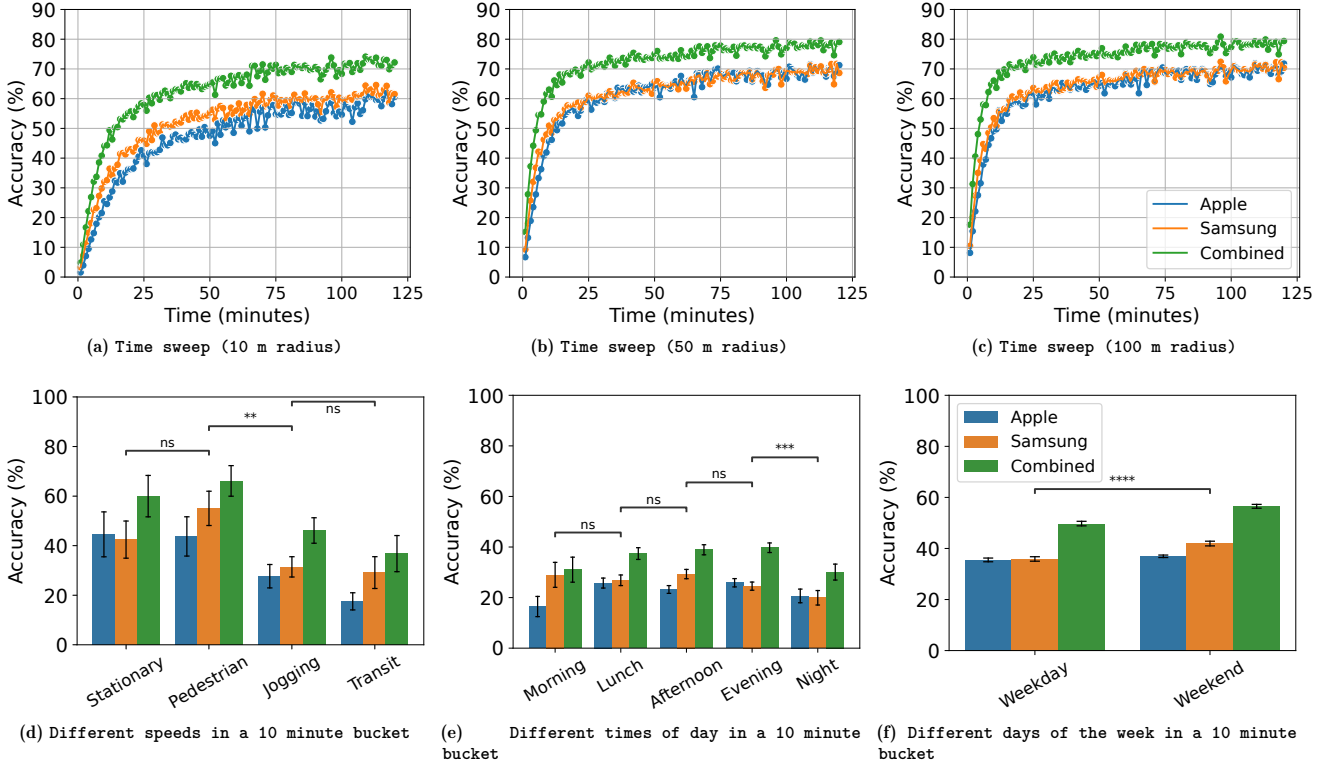 90
80
70
60
50
40
30
20
10
0
Accuracy (%)
0 25 50 75 100 125
Time (minutes)
(a) Time sweep (10 m radius)
90
80
70
60
50
40
30
20
10
0
Accuracy (%)
0 25 50 75 100 125
Time (minutes)
(b) Time sweep (50 m radius)
90
80
70
60
50
40
30
20
10
0
Accuracy (%)
Apple
Samsung
Combined
0 25 50 75 100 125
Time (minutes)
(c) Time sweep (100 m radius)
100
80
60
40
20
0
Accuracy (%)
ns
**
ns
Stationary Pedestrian Jogging Transit
(d) Different speeds in a 10 minute bucket
100
80
60
40
20
0
Accuracy (%)
ns
ns
ns
***
Morning Lunch Afternoon Evening Night
(e) Different times of day in a 10 minute
bucket
100
80
60
40
20
0
Accuracy (%)
Apple
Samsung
Combined
****
Weekday Weekend
(f) Different days of the week in a 10 minute
bucket